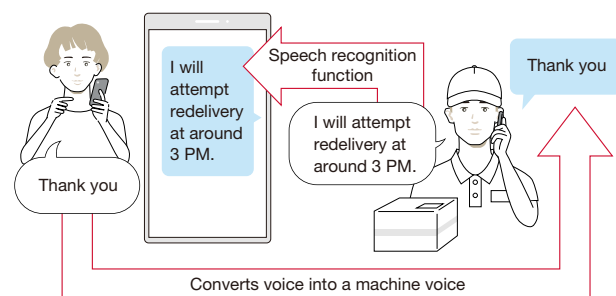 I will
attempt
redelivery
at around
3 PM.
Speech recognition
function
Thank you
I will attempt
redelivery at
around 3 PM.
Thank you
Converts voice into a machine voice